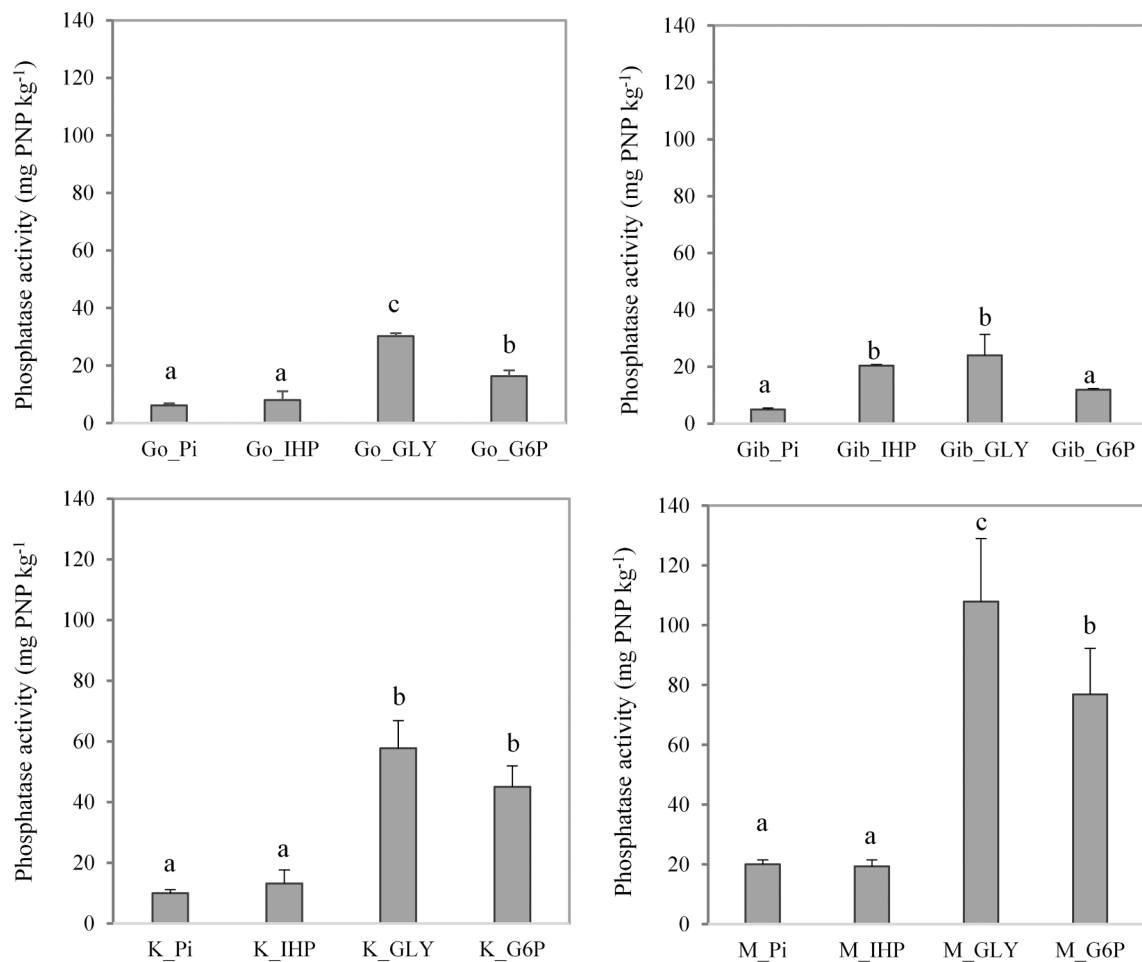 Phosphatase activity (mg PNP kg-1)
140
120
100
80
60
40
20
0
a
a
c
b
Go_Pi
Go_IHP
Go_GLY
Go_G6P
Phosphatase activity (mg PNP kg-1)
140
120
100
80
60
40
20
0
a
b
b
a
Gib_Pi
Gib_IHP
Gib_GLY
Gib_G6P
Phosphatase activity (mg PNP kg-1
140
120
100
80
60
40
20
0
a
a
b
b
K_Pi
K_IHP
K_GLY
K_G6P
Phosphatase activity (mg PNP kg-1)
140
120
100
80
60
40
20
0
a
a
c
b
M_Pi
M_IHP
M_GLY
M_G6P